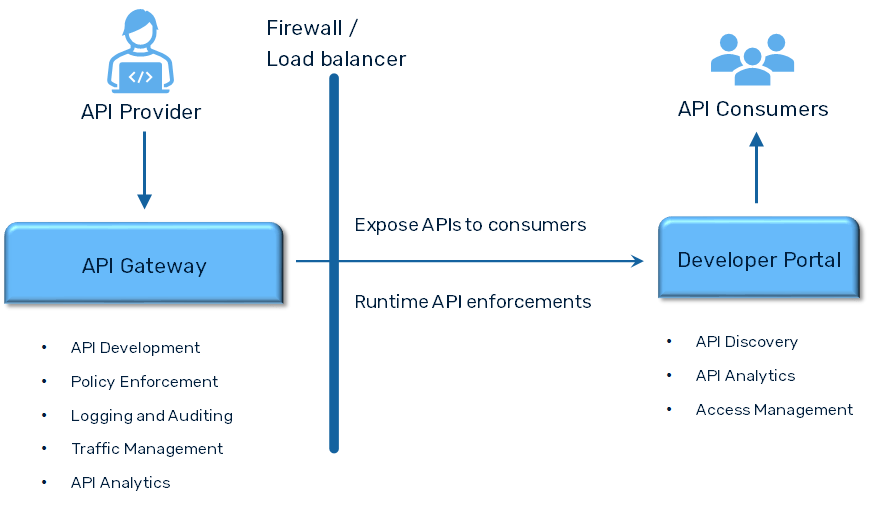 Firewall /
Load balancer
API Provider
API Consumers
</>
API Gateway
Expose APIs to consumers
Runtime API enforcements
Developer Portal
• API Development
• Policy Enforcement
• Logging and Auditing
• Traffic Management
• API Analytics
• API Discovery
• API Analytics
• Access Management